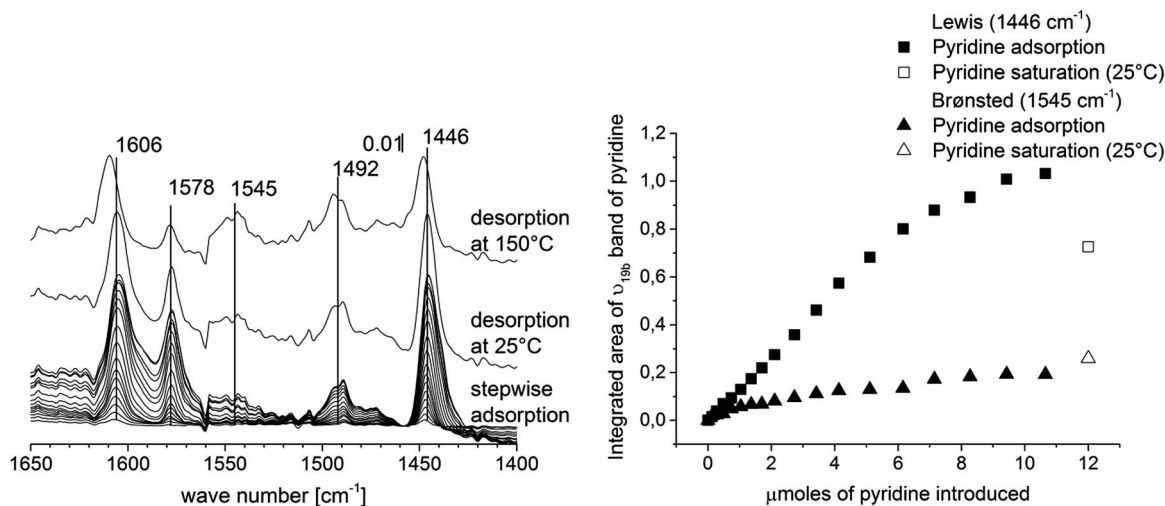 1606
1578
1545
0.01
1492
1446
desorption
at 150°C
desorption
at 25°C
stepwise
adsorption
1650 1600 1550 1500 1450 1400
wave number [cm⁻¹]
Lewis (1446 cm⁻¹)
Pyridine adsorption
Pyridine saturation (25°C)
Brønsted (1545 cm⁻¹)
Pyridine adsorption
Pyridine saturation (25°C)
Integrated area of υ₁₉b band of pyridine
1,2
1,0
0,8
0,6
0,4
0,2
0,0
0 2 4 6 8 10 12
μmoles of pyridine introduced